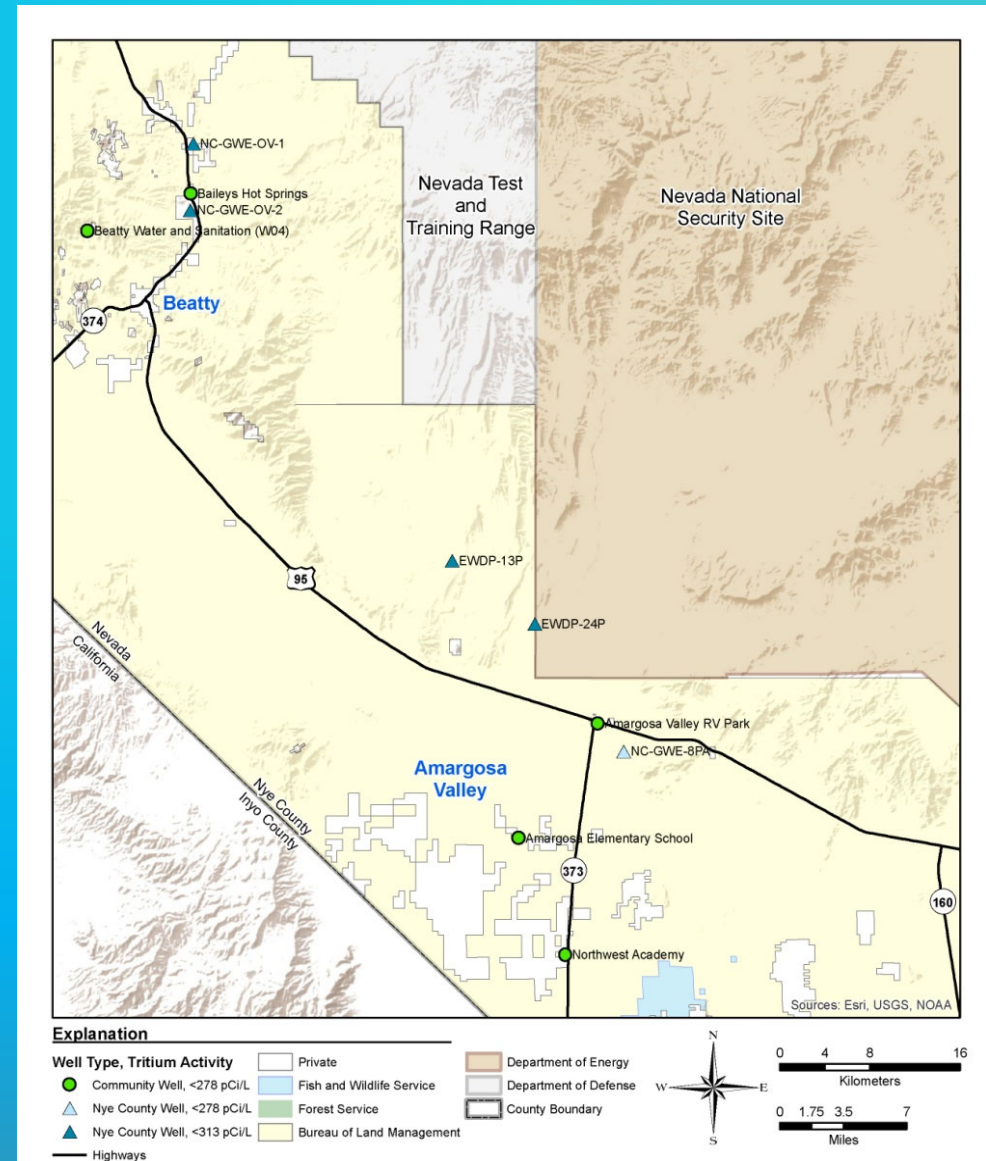 NC-GWE-OV-1
Baileys Hot Springs
NC-GWE-OV-2
Beatty Water and Sanitation (W04)
Nevada Test
and
Training Range
Nevada National
Security Site
Beatty
374
95
EWDP-13P
EWDP-24P
Nevada
California
Amargosa Valley RV Park
NC-GWE-8PA
Amargosa
Valley
Nye County
Inyo County
Amargosa Elementary School
373
160
Northwest Academy
Sources: Esri, USGS, NOAA
Explanation
Well Type, Tritium Activity
Community Well, <278 pCi/L
Nye County Well, <278 pCi/L
Nye County Well, <313 pCi/L
Highways
Private
Fish and Wildlife Service
Forest Service
Bureau of Land Management
Department of Energy
Department of Defense
County Boundary
N
W E
S
0 4 8 16
Kilometers
0 1.75 3.5 7
Miles